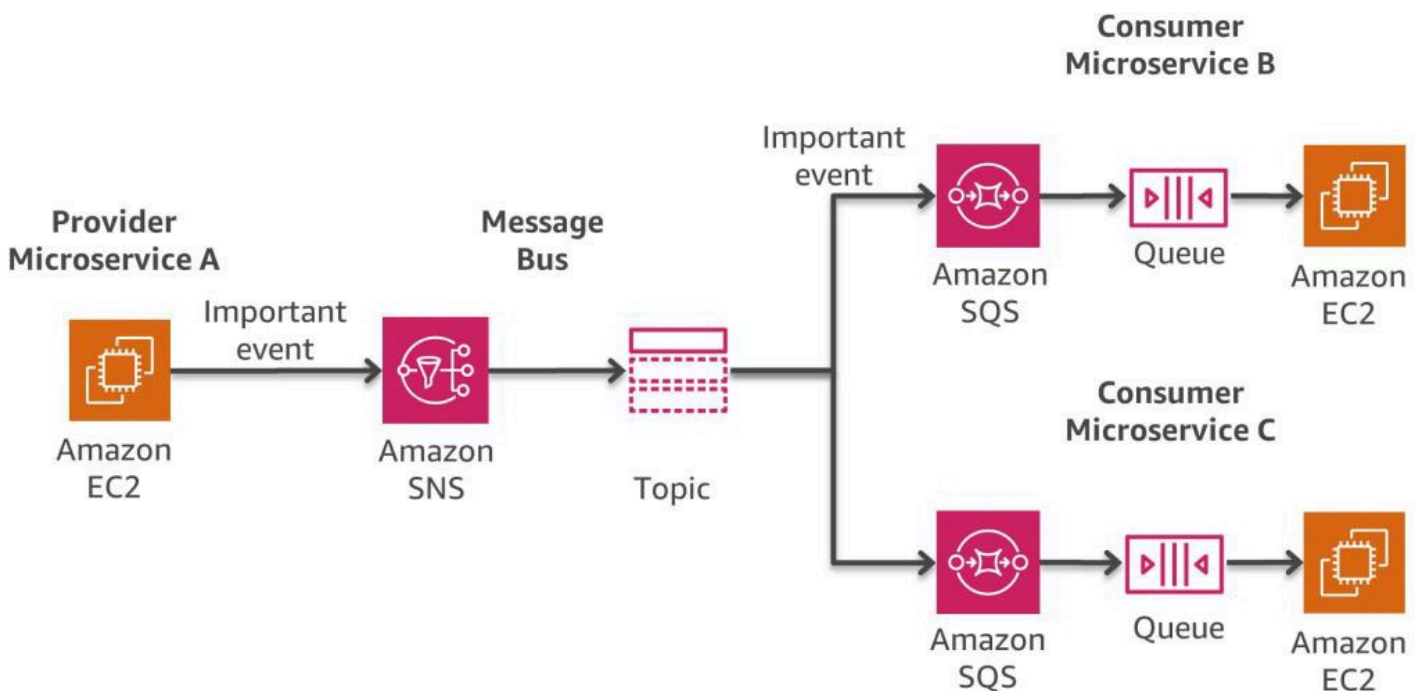 Consumer
Microservice B
Important
event
Provider
Microservice A
Message
Bus
Amazon
SQS
Queue
Amazon
EC2
Important
event
Amazon
EC2
Amazon
SNS
Topic
Consumer
Microservice C
Amazon
SQS
Queue
Amazon
EC2